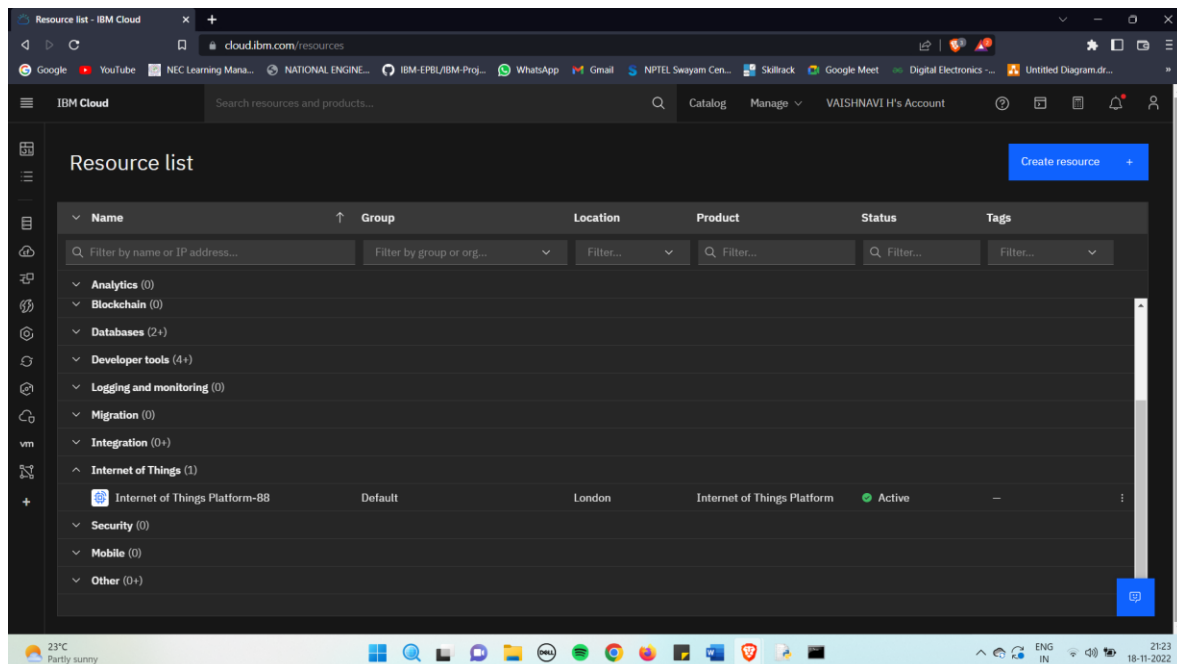 Resource list - IBM Cloud
cloud.ibm.com/resources
Google YouTube NEC Learning Mana... NATIONAL ENGINE... IBM-EPBL/IBM-Proj... WhatsApp Gmail NPTEL Swayam Cen... Skillrack Google Meet Digital Electronics -... Untitled Diagram.dr... »
IBM Cloud Search resources and products... Catalog Manage VAISHNAVI H's Account
Resource list
Create resource +
Name Group Location Product Status Tags
Filter by name or IP address... Filter by group or org... Filter... Filter... Filter... Filter...
Analytics (0)
Blockchain (0)
Databases (2+)
Developer tools (4+)
Logging and monitoring (0)
Migration (0)
vm
Integration (0+)
Internet of Things (1)
Internet of Things Platform-88 Default London Internet of Things Platform Active –
Security (0)
Mobile (0)
Other (0+)
23°C
Partly sunny
DELL
W
ENG
IN
21:23
18-11-2022